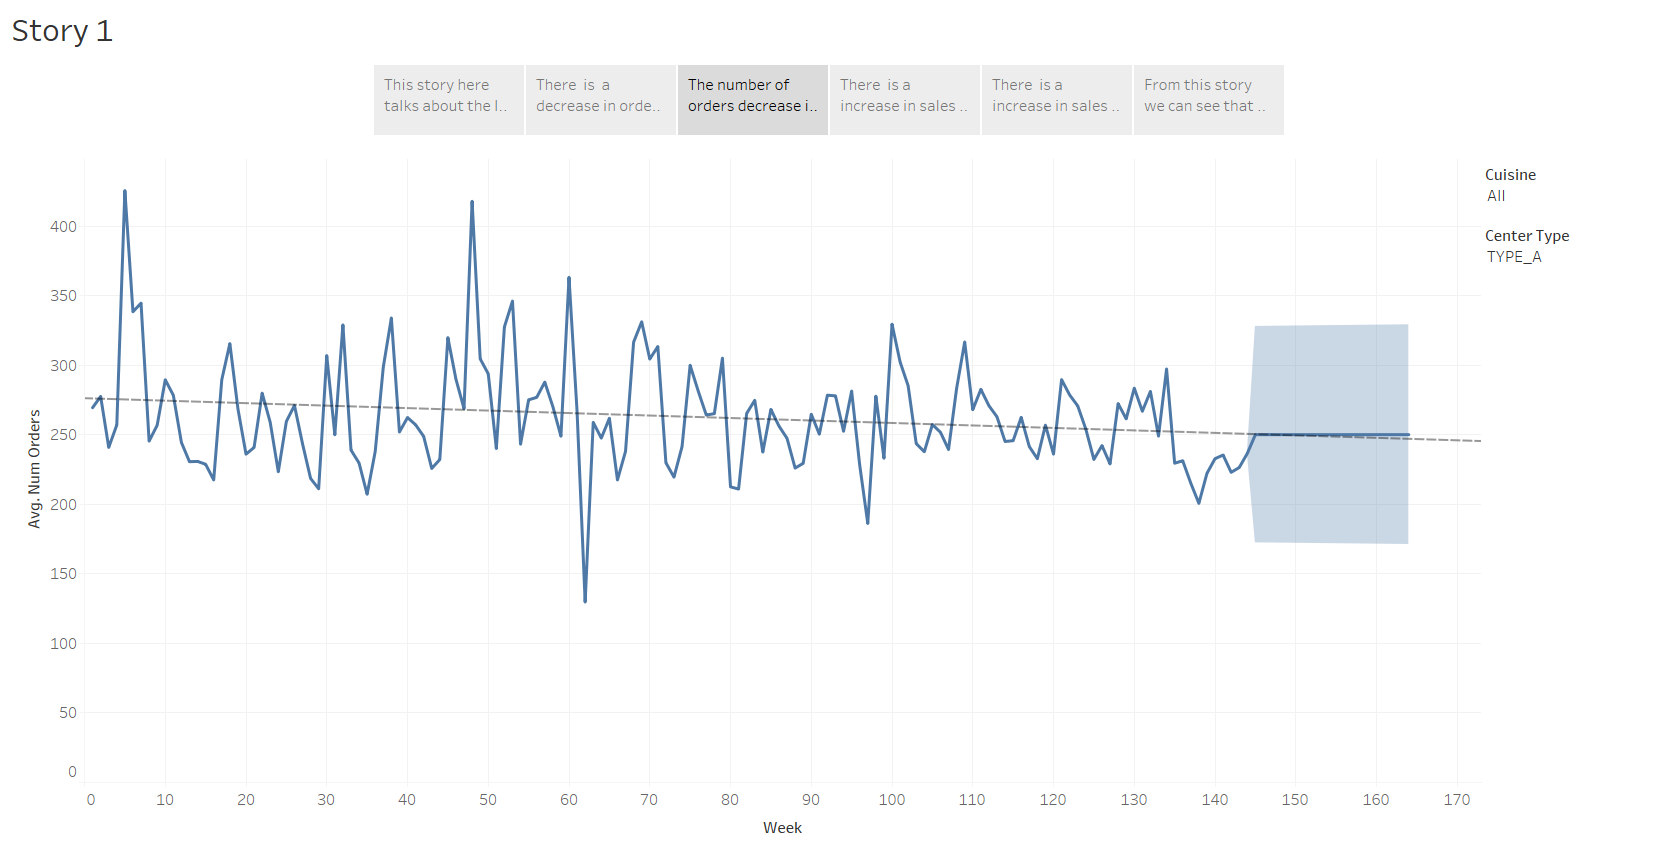 Story 1
This story here
talks about the l..
There is a
decrease in orde..
The number of
orders decrease i..
There is a
increase in sales ..
There is a
increase in sales ..
From this story
we can see that ..
Cuisine
All
Center Type
TYPE_A
400
350
300
250
200
150
100
50
0
Avg. Num Orders
0 10 20 30 40 50 60 70 80 90 100 110 120 130 140 150 160 170
Week